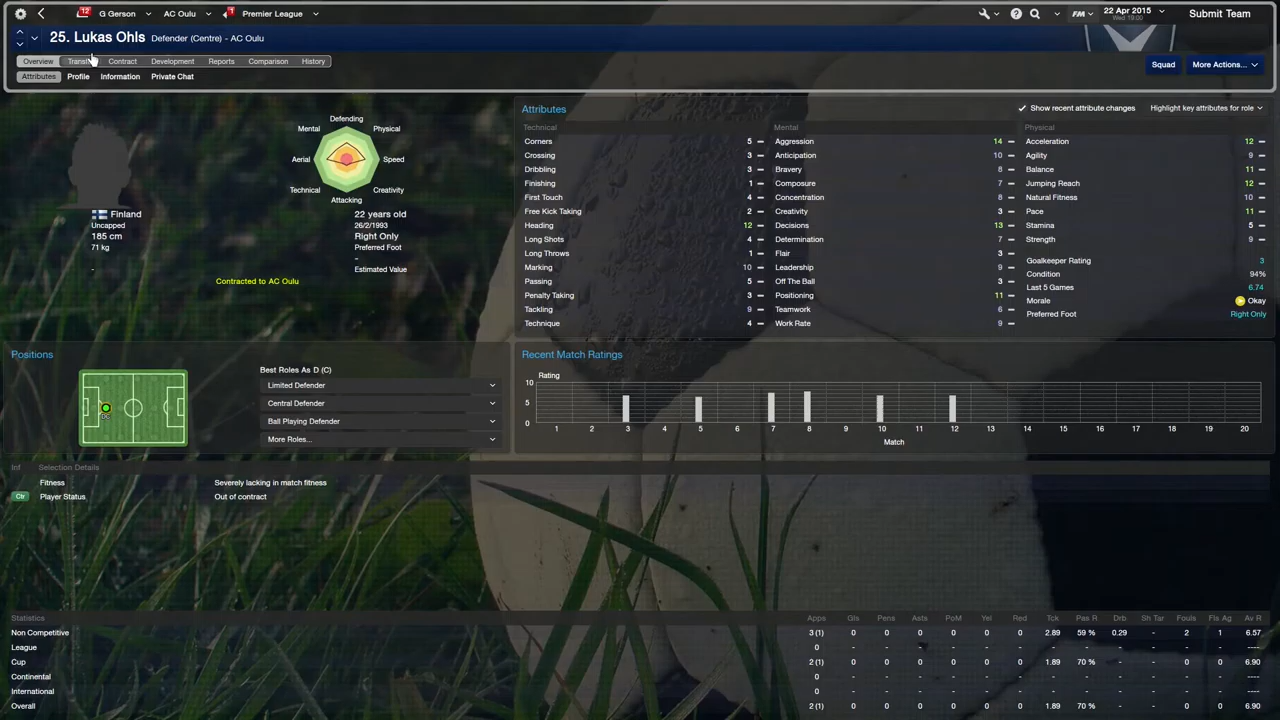 12 G Gerson AC Oulu 1 Premier League ? FM 22 Apr 2015 Submit Team
Wed 19:00
25. Lukas Ohls Defender (Centre) - AC Oulu
Overview Contract Development Reports Comparison History
Attributes Profile Information Private Chat
Squad More Actions...
Attributes
Show recent attribute changes Highlight key attributes for role
Technical Mental Physical
Corners 5 Aggression 14 Acceleration 12
Crossing 3 Anticipation 10 Agility 9
Dribbling 3 Bravery 8 Balance 11
Finishing 1 Composure 7 Jumping Reach 12
First Touch 4 Concentration 8 Natural Fitness 10
Free Kick Taking 2 Creativity 3 Pace 11
Heading 12 Decisions 13 Stamina 5
Long Shots 4 Determination 7 Strength 9
Long Throws 1 Flair 3
Marking 10 Leadership 9 Goalkeeper Rating 3
Passing 5 Off The Ball 3 Condition 94%
Penalty Taking 3 Positioning 11 Last 5 Games 6.74
Tackling 9 Teamwork 6 Morale Okay
Technique 4 Work Rate 9 Preferred Foot Right Only
Defending
Mental Physical
Aerial Speed
Technical Creativity
Attacking
Finland
Uncapped
185 cm
71 kg
-
22 years old
26/2/1993
Right Only
Preferred Foot
-
Estimated Value
Contracted to AC Oulu
Positions
DC
Best Roles As D (C)
Limited Defender
Central Defender
Ball Playing Defender
More Roles...
Recent Match Ratings
Rating
10
5
0
1 2 3 4 5 6 7 8 9 10 11 12 13 14 15 16 17 18 19 20
Match
Inf Selection Details
Fitness Severely lacking in match fitness
Ctr Player Status Out of contract
Statistics Apps Gls Pens Asts PoM Yel Red Tck Pas R Drb Sh Tar Fouls Fls Ag Av R
Non Competitive 3 (1) 0 0 0 0 0 0 2.89 59 % 0.29 - 2 1 6.57
League 0 - - - - - - - - - - - - ----
Cup 2 (1) 0 0 0 0 0 0 1.89 70 % - - 0 0 6.90
Continental 0 - - - - - - - - - - - - ----
International 0 - - - - - - - - - - - - ----
Overall 2 (1) 0 0 0 0 0 0 1.89 70 % - - 0 0 6.90